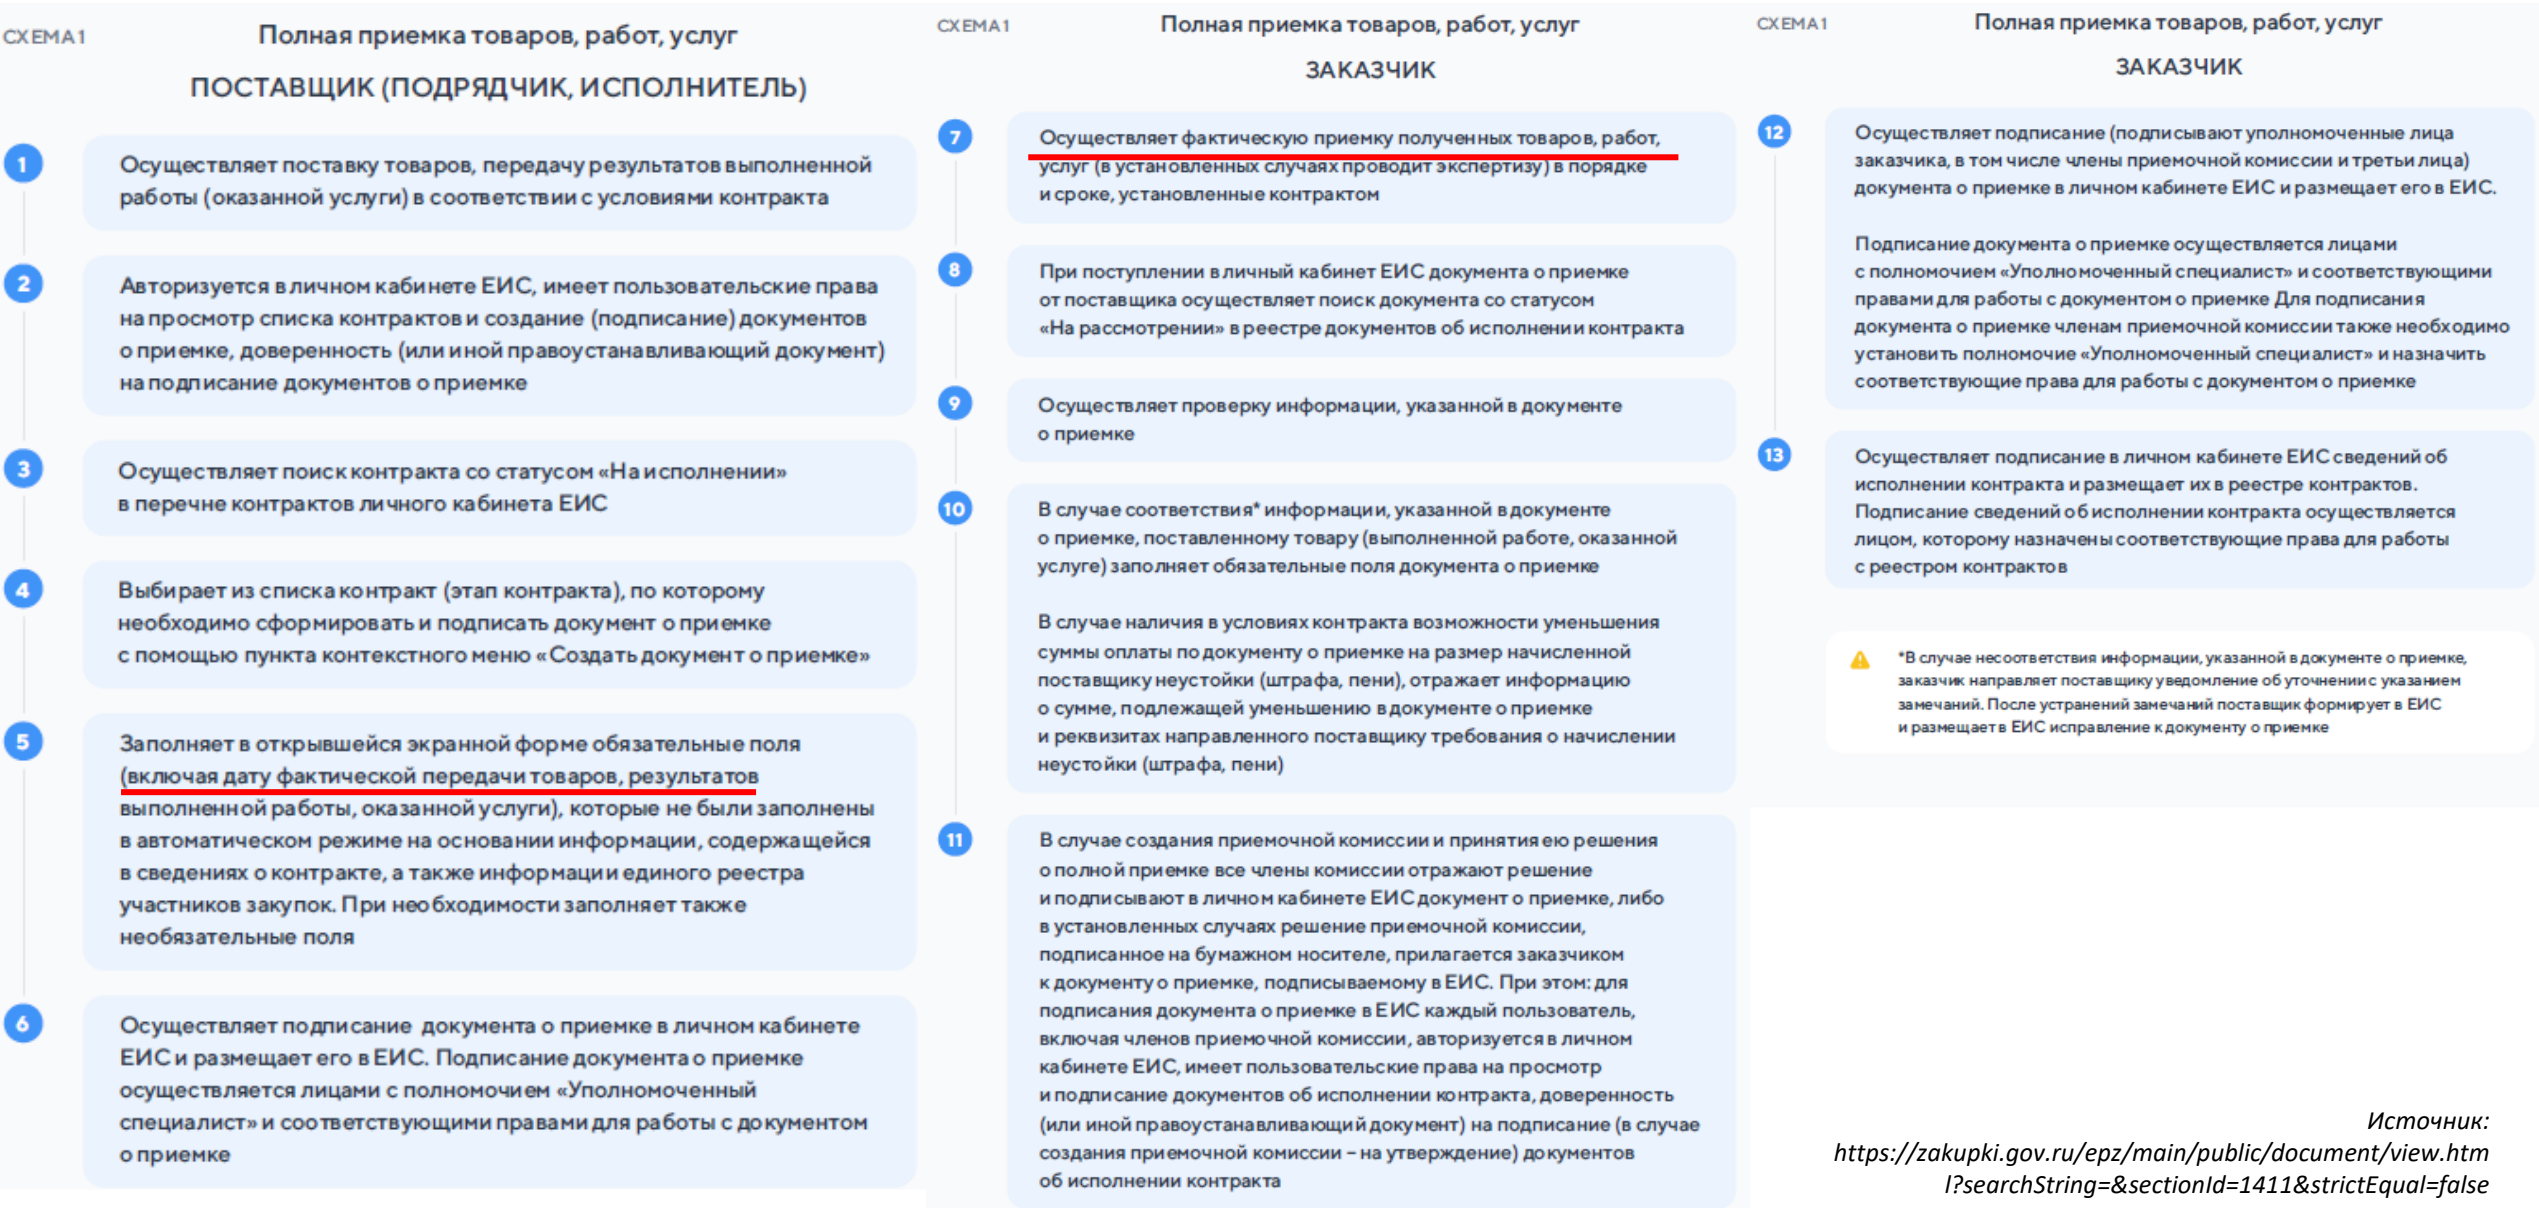 СХЕМА1
Полная приемка товаров, работ, услуг
ПОСТАВЩИК (ПОДРЯДЧИК, ИСПОЛНИТЕЛЬ)
1
Осуществляет поставку товаров, передачу результатов выполненной
работы (оказанной услуги) в соответствии с условиями контракта
2
Авторизуется в личном кабинете ЕИС, имеет пользовательские права
на просмотр списка контрактов и создание (подписание) документов
о приемке, доверенность (или иной правоустанавливающий документ)
на подписание документов о приемке
3
Осуществляет поиск контракта со статусом «На исполнении»
в перечне контрактов личного кабинета ЕИС
4
Выбирает из списка контракт (этап контракта), по которому
необходимо сформировать и подписать документ о приемке
с помощью пункта контекстного меню «Создать документ о приемке»
5
Заполняет в открывшейся экранной форме обязательные поля
(включая дату фактической передачи товаров, результатов
выполненной работы, оказанной услуги), которые не были заполнены
в автоматическом режиме на основании информации, содержащейся
в сведениях о контракте, а также информации единого реестра
участников закупок. При необходимости заполняет также
необязательные поля
6
Осуществляет подписание документа о приемке в личном кабинете
ЕИС и размещает его в ЕИС. Подписание документа о приемке
осуществляется лицами с полномочием «Уполномоченный
специалист» и соответствующими правами для работы с документом
о приемке
СХЕМА1
Полная приемка товаров, работ, услуг
ЗАКАЗЧИК
7
Осуществляет фактическую приемку полученных товаров, работ,
услуг (в установленных случаях проводит экспертизу) в порядке
и сроке, установленные контрактом
8
При поступлении в личный кабинет ЕИС документа о приемке
от поставщика осуществляет поиск документа со статусом
«На рассмотрении» в реестре документов об исполнении контракта
9
Осуществляет проверку информации, указанной в документе
о приемке
10
В случае соответствия* информации, указанной в документе
о приемке, поставленному товару (выполненной работе, оказанной
услуге) заполняет обязательные поля документа о приемке
В случае наличия в условиях контракта возможности уменьшения
суммы оплаты по документу о приемке на размер начисленной
поставщику неустойки (штрафа, пени), отражает информацию
о сумме, подлежащей уменьшению в документе о приемке
и реквизитах направленного поставщику требования о начислении
неустойки (штрафа, пени)
11
В случае создания приемочной комиссии и принятия ею решения
о полной приемке все члены комиссии отражают решение
и подписывают в личном кабинете ЕИС документ о приемке, либо
в установленных случаях решение приемочной комиссии,
подписанное на бумажном носителе, прилагается заказчиком
к документу о приемке, подписываемому в ЕИС. При этом: для
подписания документа о приемке в ЕИС каждый пользователь,
включая членов приемочной комиссии, авторизуется в личном
кабинете ЕИС, имеет пользовательские права на просмотр
и подписание документов об исполнении контракта, доверенность
(или иной правоустанавливающий документ) на подписание (в случае
создания приемочной комиссии – на утверждение) документов
об исполнении контракта
СХЕМА1
Полная приемка товаров, работ, услуг
ЗАКАЗЧИК
12
Осуществляет подписание (подписывают уполномоченные лица
заказчика, в том числе члены приемочной комиссии и третьи лица)
документа о приемке в личном кабинете ЕИС и размещает его в ЕИС.
Подписание документа о приемке осуществляется лицами
с полномочием «Уполномоченный специалист» и соответствующими
правами для работы с документом о приемке Для подписания
документа о приемке членам приемочной комиссии также необходимо
установить полномочие «Уполномоченный специалист» и назначить
соответствующие права для работы с документом о приемке
13
Осуществляет подписание в личном кабинете ЕИС сведений об
исполнении контракта и размещает их в реестре контрактов.
Подписание сведений об исполнении контракта осуществляется
лицом, которому назначены соответствующие права для работы
с реестром контрактов
*В случае несоответствия информации, указанной в документе о приемке,
заказчик направляет поставщику уведомление об уточнении с указанием
замечаний. После устранений замечаний поставщик формирует в ЕИС
и размещает в ЕИС исправление к документу о приемке
Источник:
https://zakupki.gov.ru/epz/main/public/document/view.htm
l?searchString=&sectionId=1411&strictEqual=false